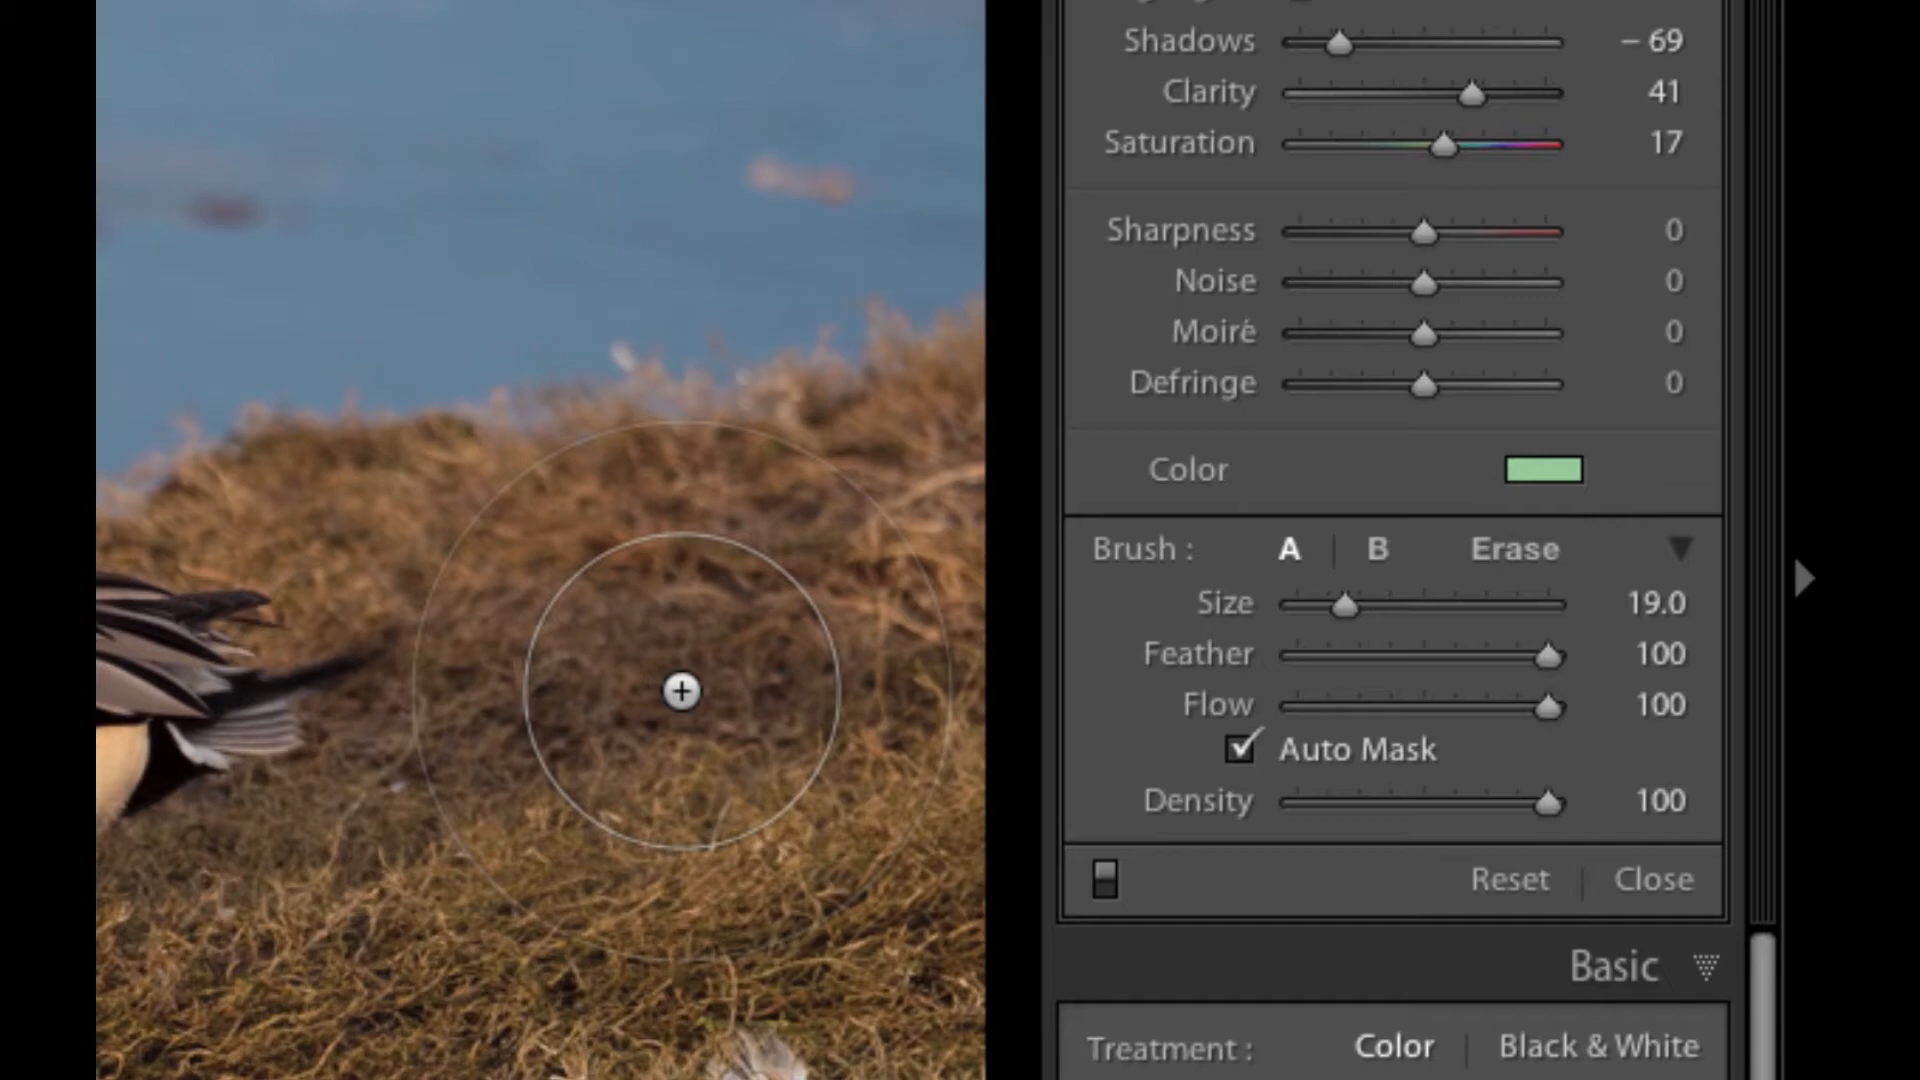 Shadows – 69
Clarity 41
Saturation 17
Sharpness 0
Noise 0
Moiré 0
Defringe 0
Color
Brush : A | B Erase
Size 19.0
Feather 100
Flow 100
Auto Mask
Density 100
Reset | Close
Basic
Treatment : Color | Black & White